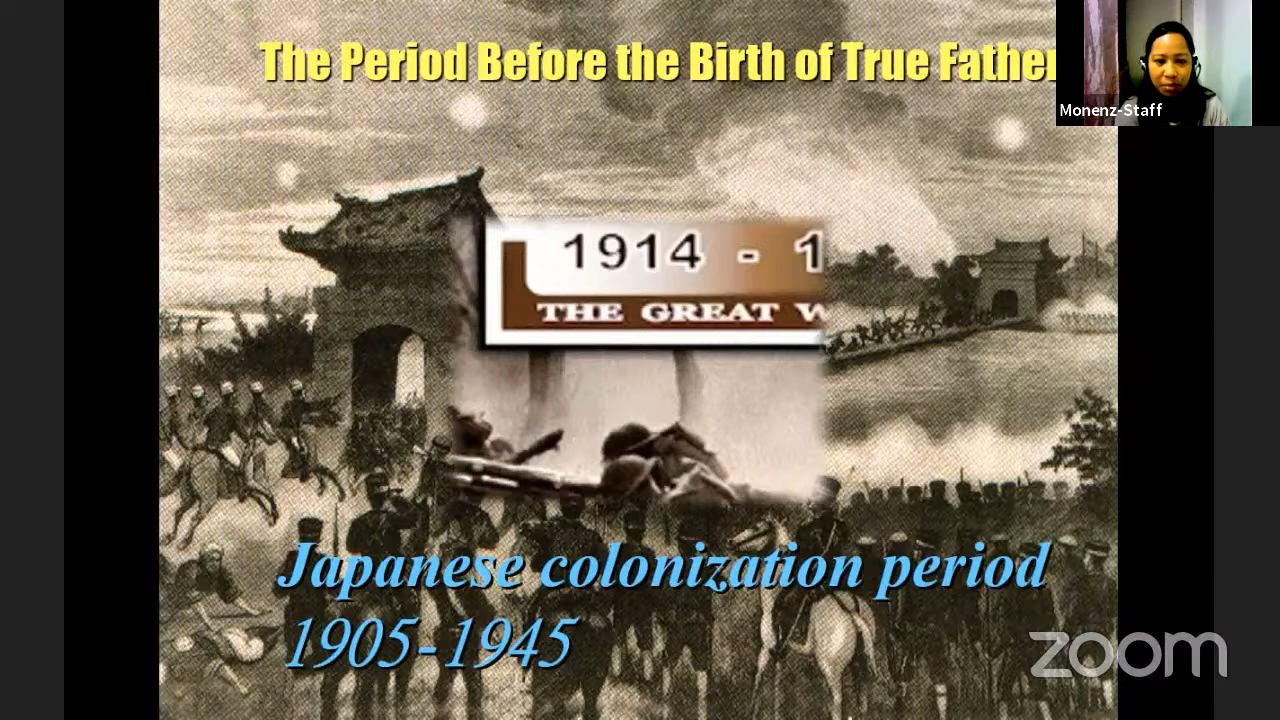 The Period Before the Birth of True Father
Monenz-Staff
1914 - 1
THE GREAT W
Japanese colonization period
1905-1945
zoom